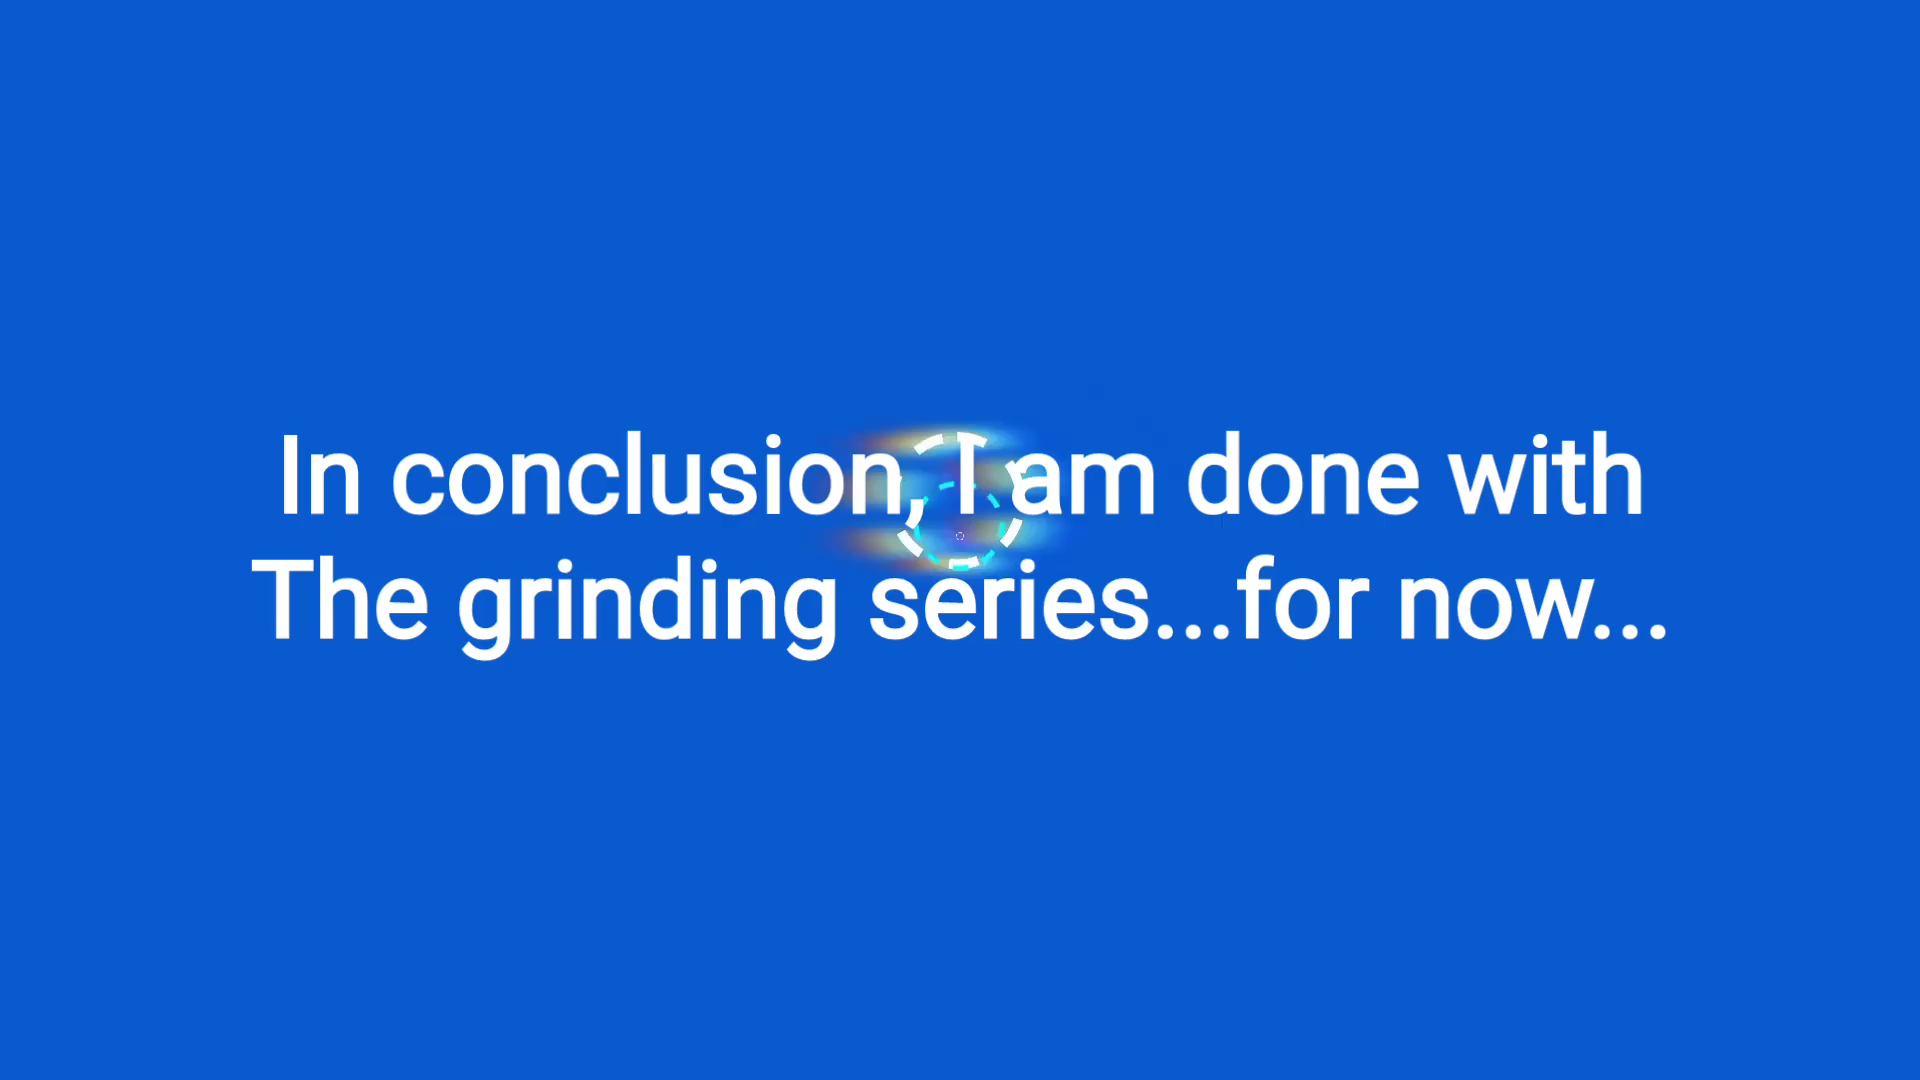 In conclusion, I am done with
The grinding series...for now...